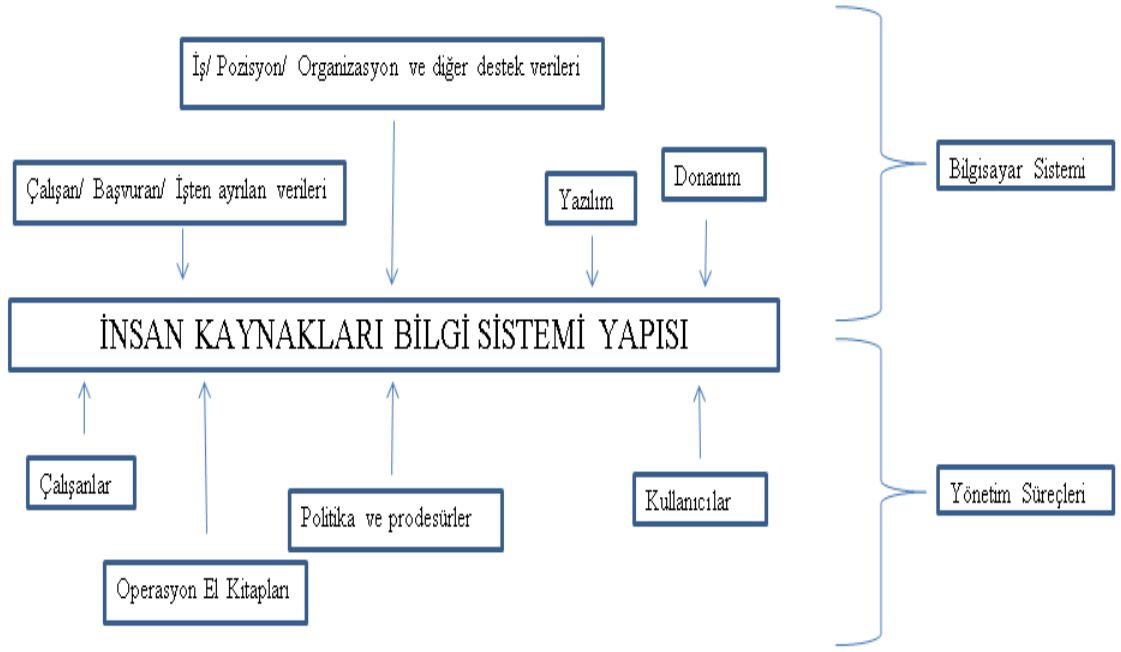 İş/ Pozisyon/ Organizasyon ve diğer destek verileri
Çalışan/ Başvuran/ İşten ayrılan verileri
Yazılım
Donanım
Bilgisayar Sistemi
İNSAN KAYNAKLARI BİLGİ SİSTEMİ YAPISI
Çalışanlar
Operasyon El Kitapları
Politika ve prodesürler
Kullanıcılar
Yönetim Süreçleri